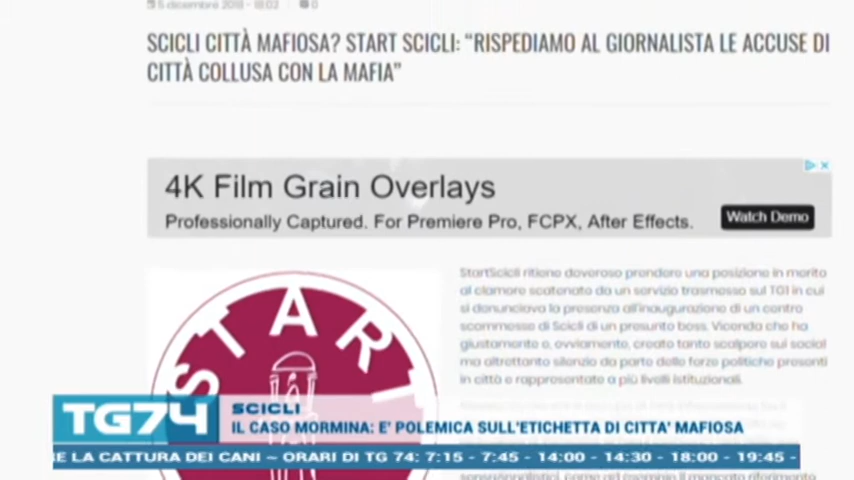 5 dicembre 2019 - 18:02 0
SCICLI CITTÀ MAFIOSA? START SCICLI: “RISPEDIAMO AL GIORNALISTA LE ACCUSE DI
CITTÀ COLLUSA CON LA MAFIA”
4K Film Grain Overlays
Professionally Captured. For Premiere Pro, FCPX, After Effects.
Watch Demo
StartScicli ritiene doveroso prendere una posizione in merito
al clamore scatenato da un servizio trasmesso sul TG1 in cui
si denunciava la presenza all'inaugurazione di un centro
scommesse di Scicli di un presunto boss. Vicenda che ha
giustamente e, ovviamente, creato tanto scalpore sui social
ma altrettanto silenzio da parte delle forze politiche presenti
in città e rappresentate a più livelli istituzionali.
START
TG74
SCICLI
IL CASO MORMINA: E' POLEMICA SULL'ETICHETTA DI CITTA' MAFIOSA
E LA CATTURA DEI CANI ~ ORARI DI TG 74: 7:15 - 7:45 - 14:00 - 14:30 - 18:00 - 19:45 -